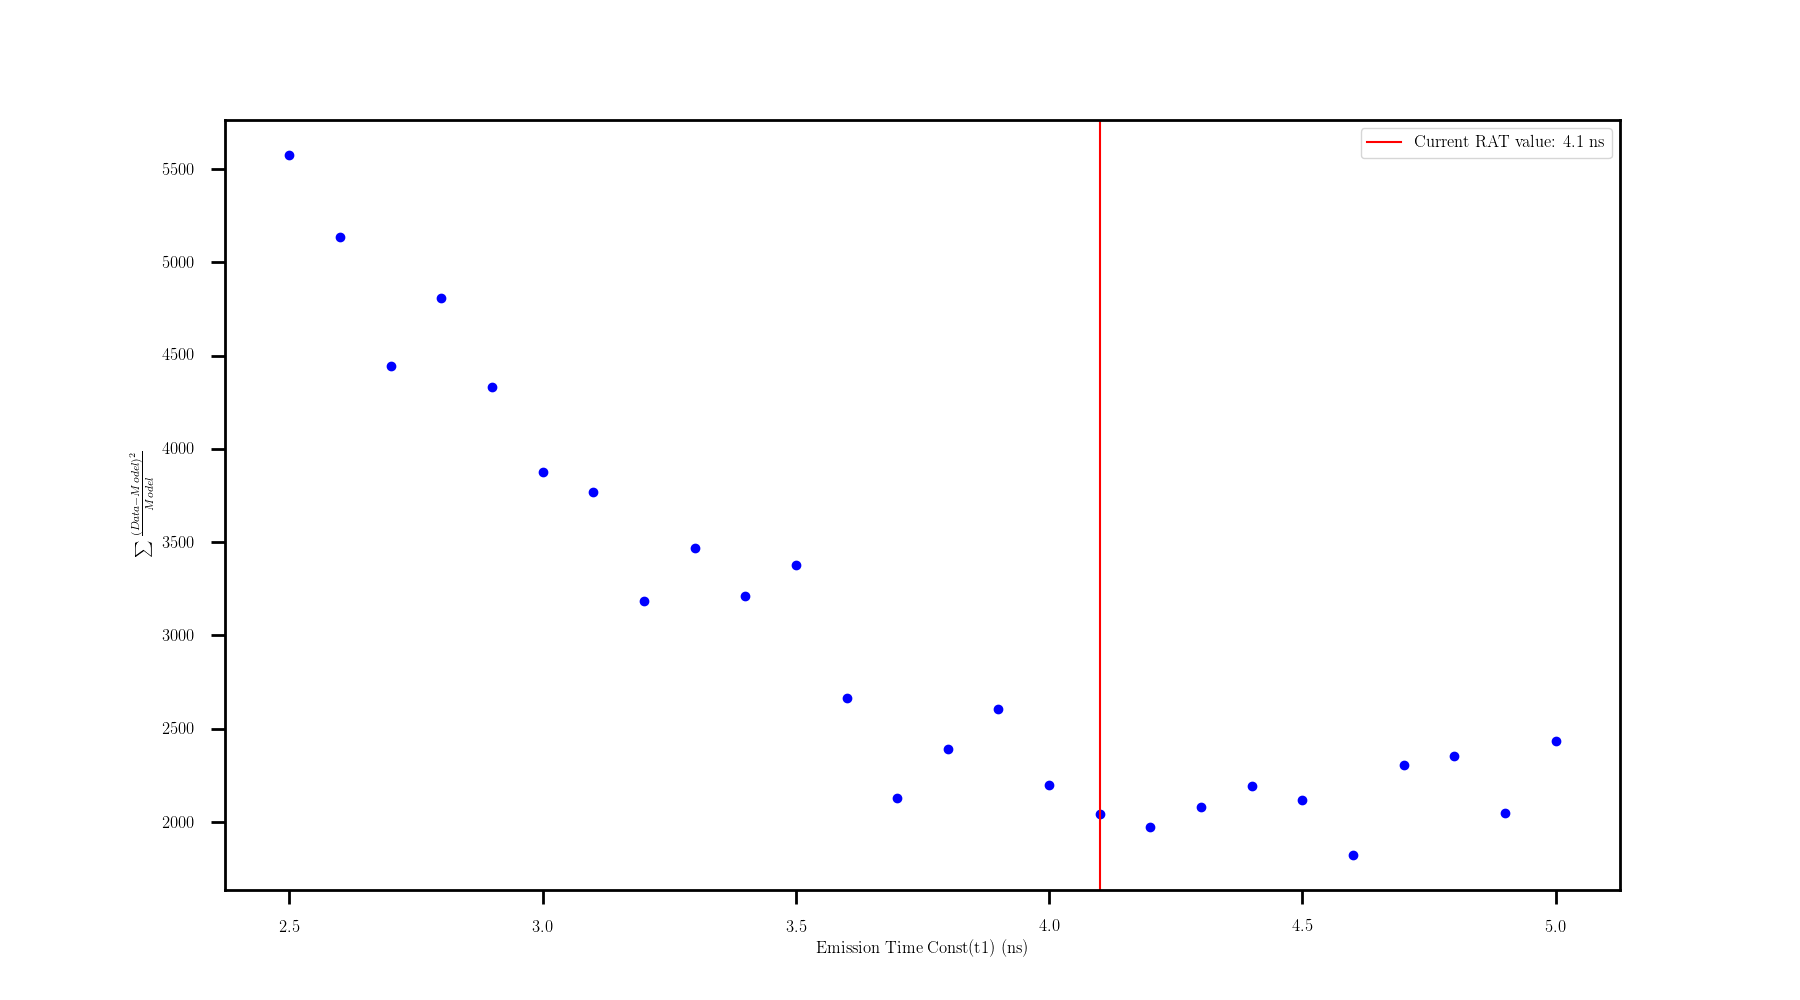 Current RAT value: 4.1 ns
5500
5000
4500
4000
3500
3000
2500
2000
∑ (Data−Model)²
Model
2.5 3.0 3.5 4.0 4.5 5.0
Emission Time Const(t1) (ns)